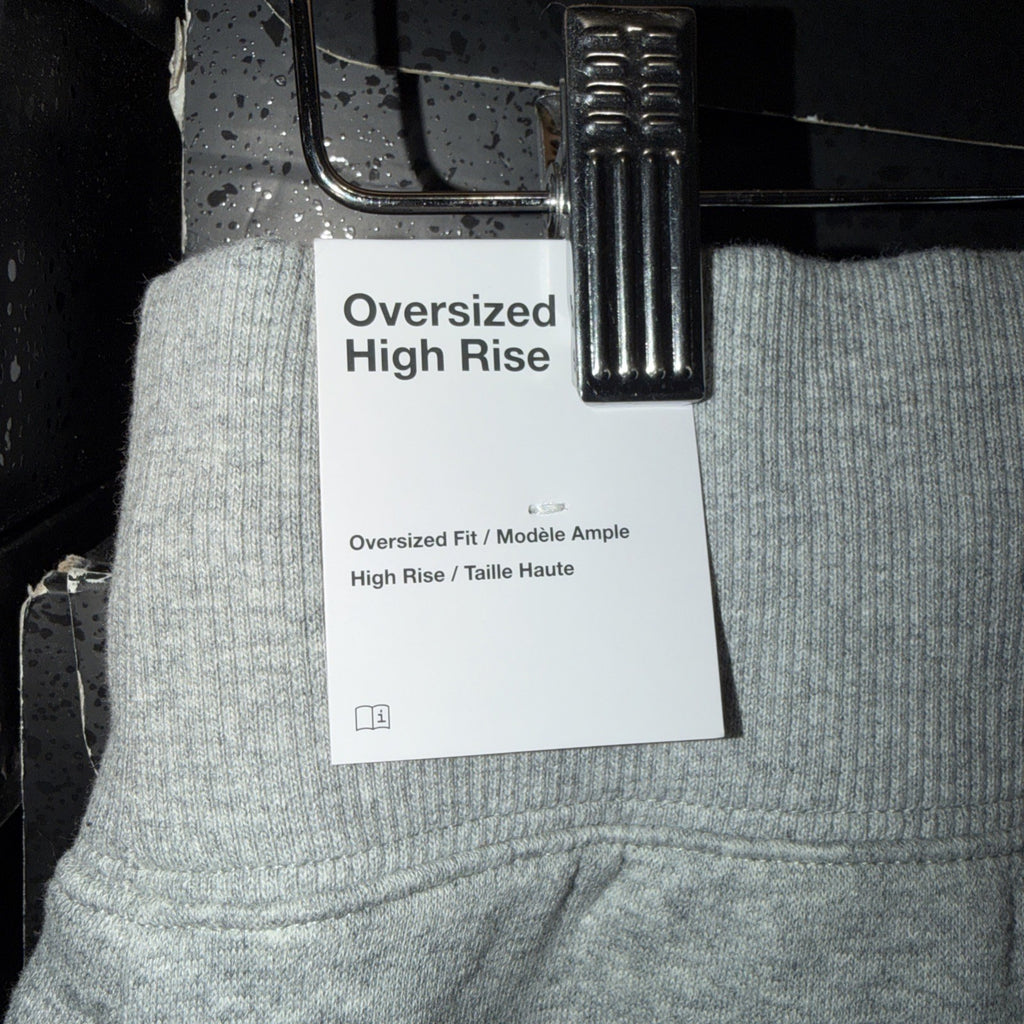 Oversized
High Rise
Oversized Fit / Modèle Ample
High Rise / Taille Haute
i